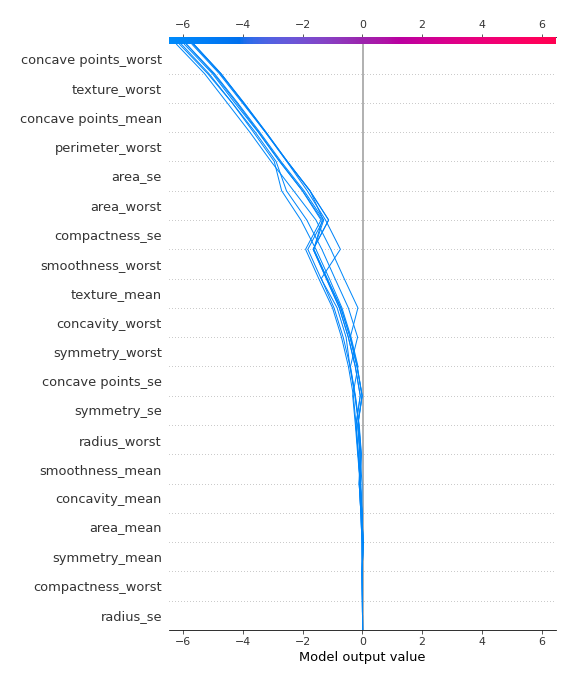 −6 −4 −2 0 2 4 6
concave points_worst
texture_worst
concave points_mean
perimeter_worst
area_se
area_worst
compactness_se
smoothness_worst
texture_mean
concavity_worst
symmetry_worst
concave points_se
symmetry_se
radius_worst
smoothness_mean
concavity_mean
area_mean
symmetry_mean
compactness_worst
radius_se
−6 −4 −2 0 2 4 6
Model output value